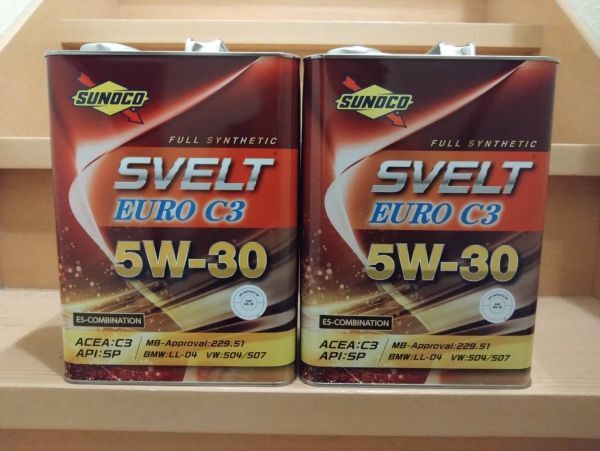 SUNOCO
FULL SYNTHETIC
SVELT
EURO C3
5W-30
ES-COMBINATION
ACEA:C3
API:SP
MB-Approval:229.51
BMW:LL-04 VW:504/507
SUNOCO
FULL SYNTHETIC
SVELT
EURO C3
5W-30
ES-COMBINATION
ACEA:C3
API:SP
MB-Approval:229.51
BMW:LL-04 VW:504/507